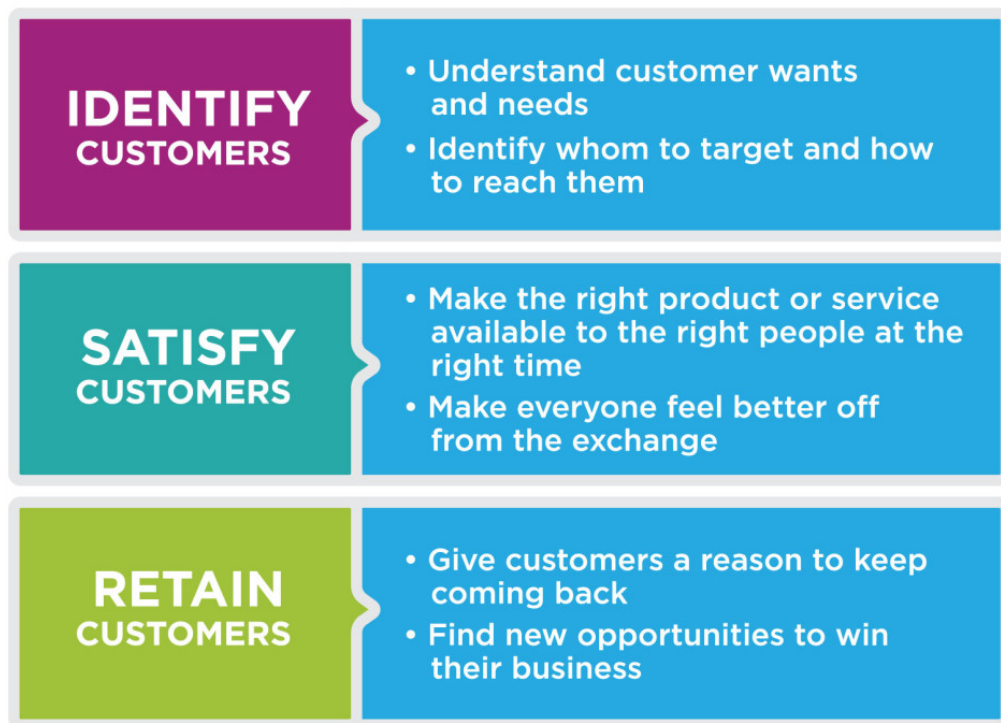 IDENTIFY
CUSTOMERS
• Understand customer wants
and needs
• Identify whom to target and how
to reach them
SATISFY
CUSTOMERS
• Make the right product or service
available to the right people at the
right time
• Make everyone feel better off
from the exchange
RETAIN
CUSTOMERS
• Give customers a reason to keep
coming back
• Find new opportunities to win
their business